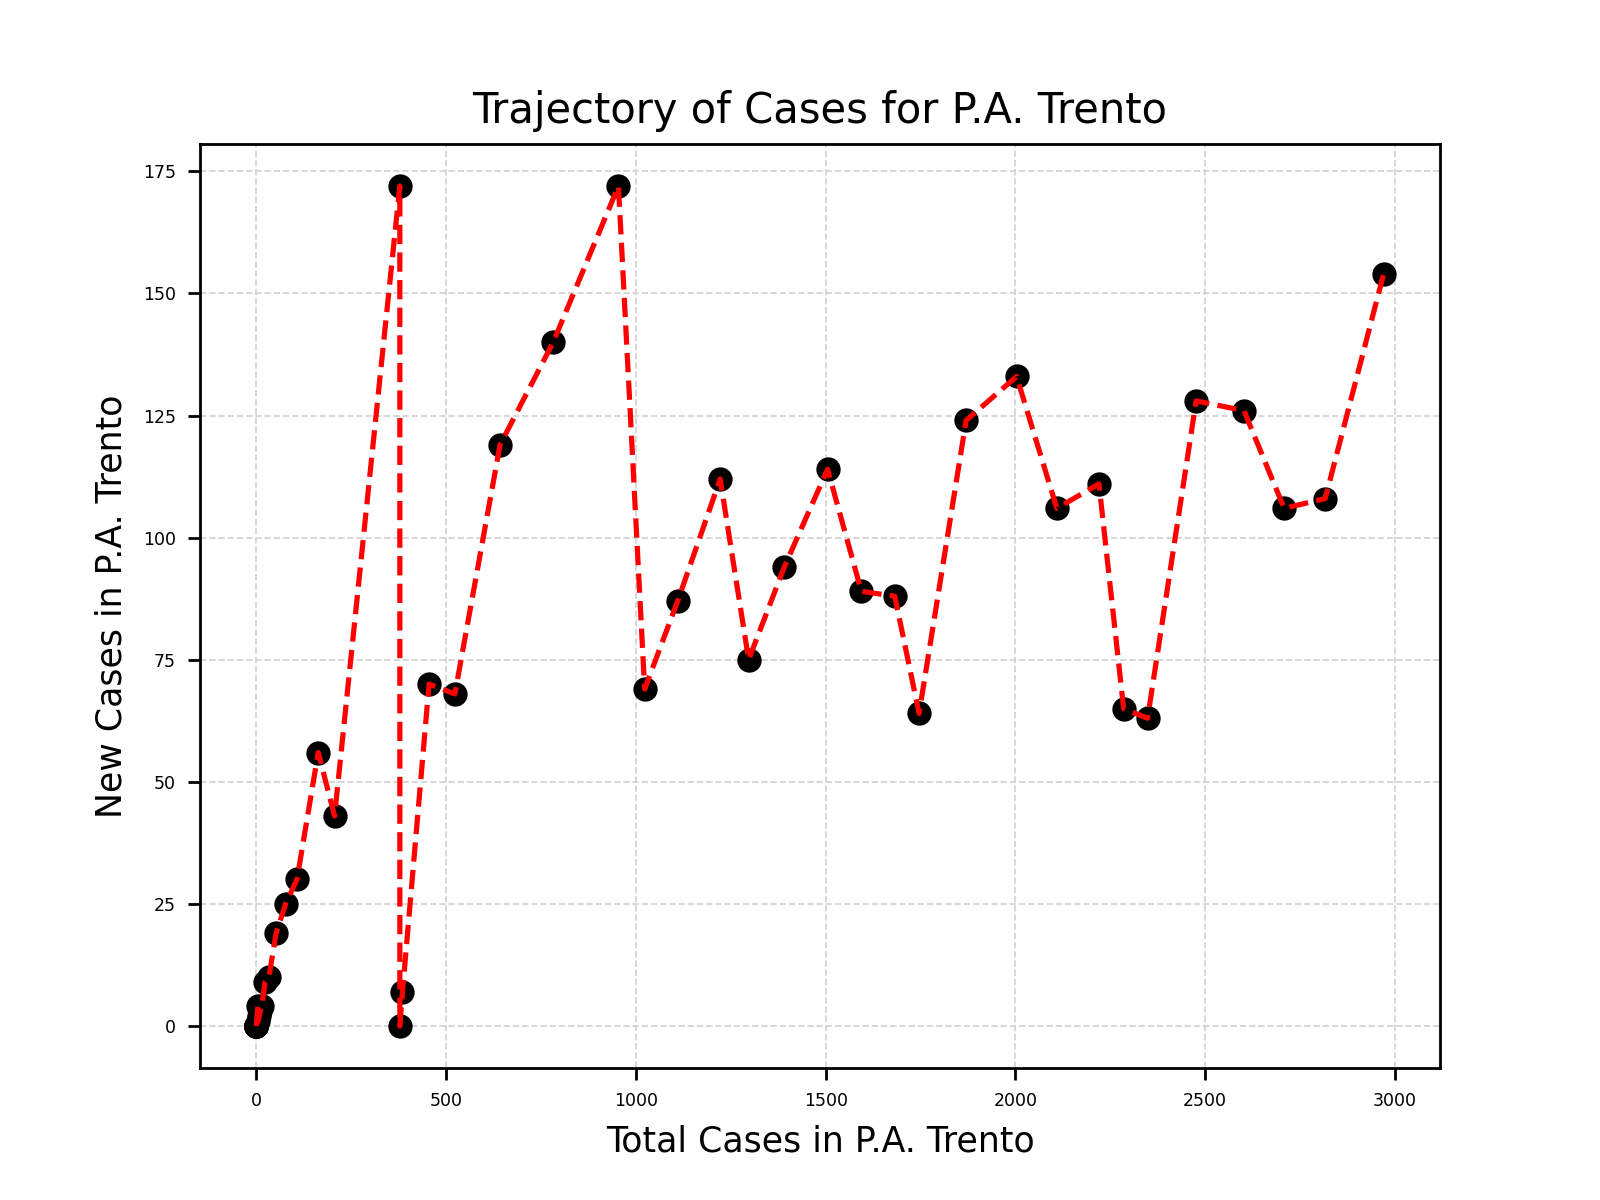 Trajectory of Cases for P.A. Trento
New Cases in P.A. Trento
175
150
125
100
75
50
25
0
0 500 1000 1500 2000 2500 3000
Total Cases in P.A. Trento